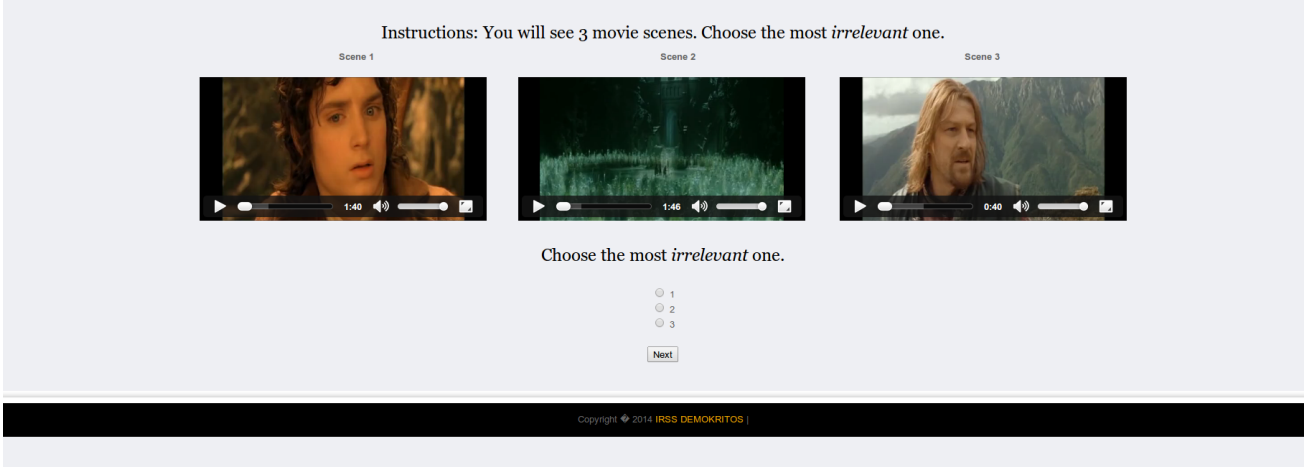 Instructions: You will see 3 movie scenes. Choose the most irrelevant one.
Scene 1 Scene 2 Scene 3
1:40 1:46 0:40
Choose the most irrelevant one.
1
2
3
Next
Copyright � 2014 IRSS DEMOKRITOS |